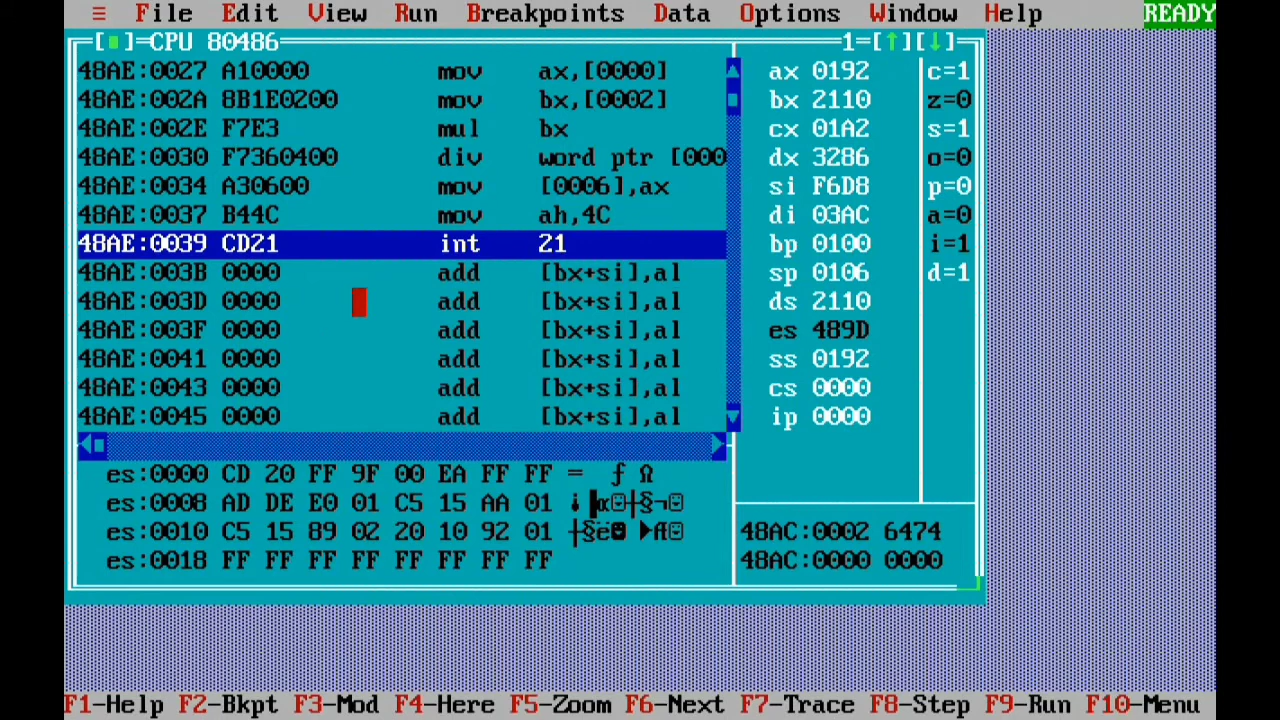 ≡ File Edit View Run Breakpoints Data Options Window Help READY
[■]=CPU 80486 1=[↑][↓]
48AE:0027 A10000 mov ax,[0000] ax 0192 c=1
48AE:002A 8B1E0200 mov bx,[0002] bx 2110 z=0
48AE:002E F7E3 mul bx cx 01A2 s=1
48AE:0030 F7360400 div word ptr [000 dx 3286 o=0
48AE:0034 A30600 mov [0006],ax si F6D8 p=0
48AE:0037 B44C mov ah,4C di 03AC a=0
48AE:0039 CD21 int 21 bp 0100 i=1
48AE:003B 0000 add [bx+si],al sp 0106 d=1
48AE:003D 0000 add [bx+si],al ds 2110
48AE:003F 0000 add [bx+si],al es 489D
48AE:0041 0000 add [bx+si],al ss 0192
48AE:0043 0000 add [bx+si],al cs 0000
48AE:0045 0000 add [bx+si],al ip 0000
es:0000 CD 20 FF 9F 00 EA FF FF = ƒ Ω
es:0008 AD DE E0 01 C5 15 AA 01 ¡▐α☺┼§¬☺
es:0010 C5 15 89 02 20 10 92 01 ┼§ë☻ ►Æ☺
es:0018 FF FF FF FF FF FF FF FF
48AC:0002 6474
48AC:0000 0000
F1-Help F2-Bkpt F3-Mod F4-Here F5-Zoom F6-Next F7-Trace F8-Step F9-Run F10-Menu